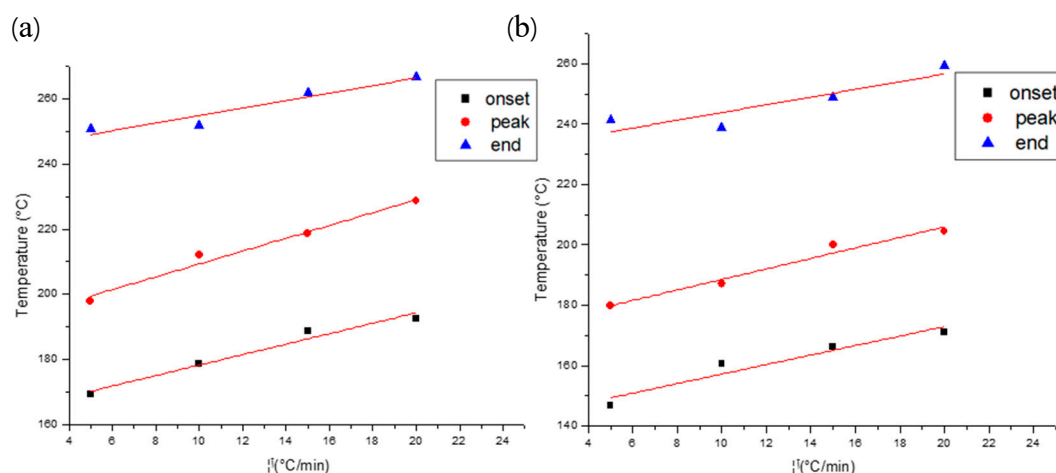 (a)
260
240
220
200
180
160
Temperature (°C)
4 6 8 10 12 14 16 18 20 22 24
(°C/min)
onset
peak
end
(b)
260
240
220
200
180
160
140
Temperature (°C)
4 6 8 10 12 14 16 18 20 22 24
(°C/min)
onset
peak
end